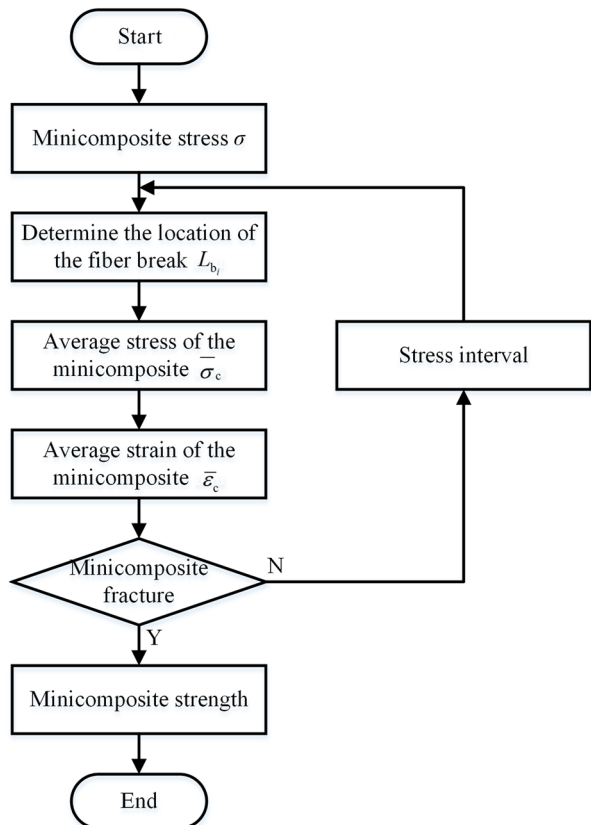 Start
Minicomposite stress σ
Determine the location of
the fiber break L_{b_i}
Average stress of the
minicomposite σ̅_c
Stress interval
Average strain of the
minicomposite ε̅_c
Minicomposite
fracture
N
Y
Minicomposite strength
End